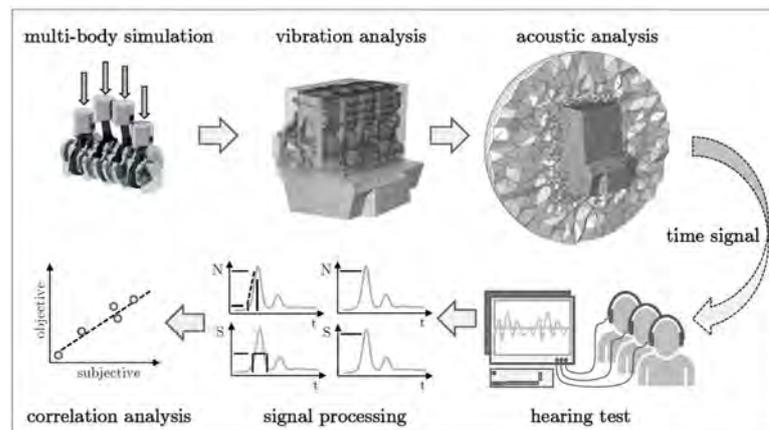 multi-body simulation
vibration analysis
acoustic analysis
time signal
N
t
N
t
S
t
S
t
objective
subjective
correlation analysis
signal processing
hearing test